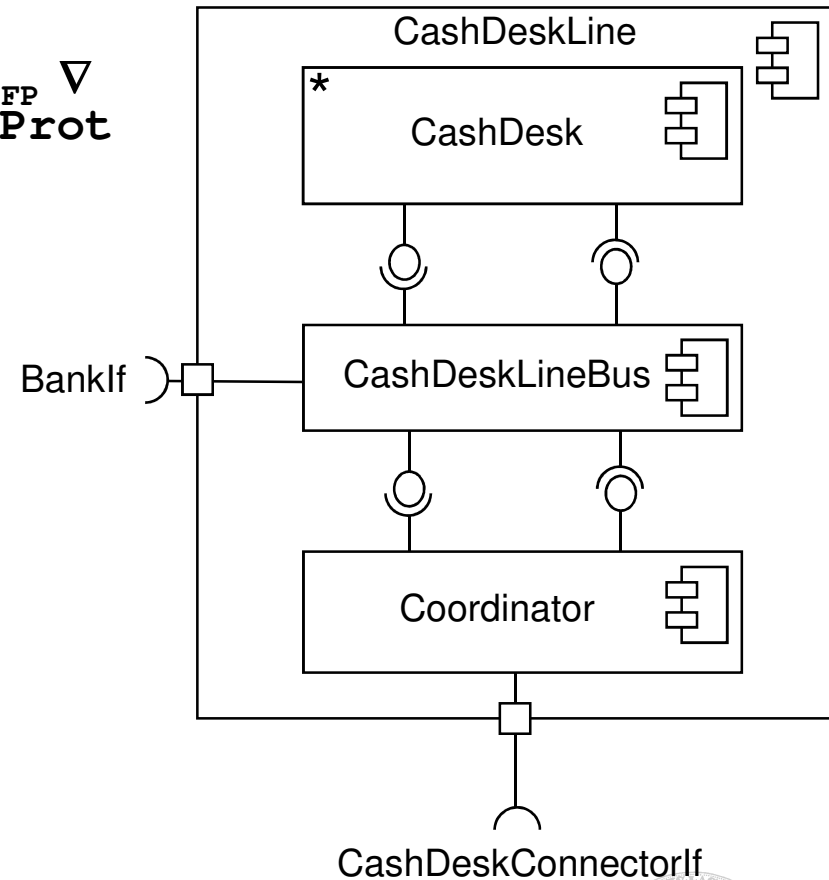 CashDeskLine
FP ∇
Prot
*
CashDesk
BankIf
CashDeskLineBus
Coordinator
CashDeskConnectorIf